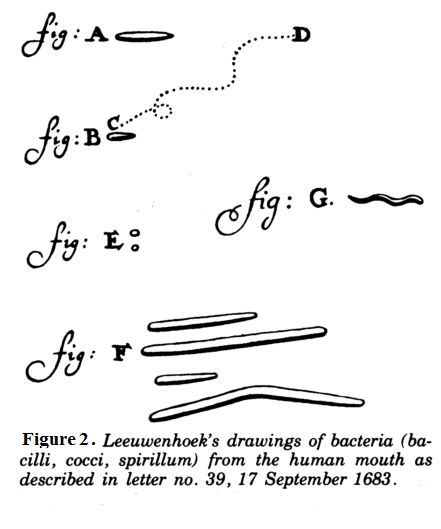 fig: A
D
C.
fig: B
fig: G.
fig: E
fig: F
Figure 2. Leeuwenhoek's drawings of bacteria (ba-
cilli, cocci, spirillum) from the human mouth as
described in letter no. 39, 17 September 1683.